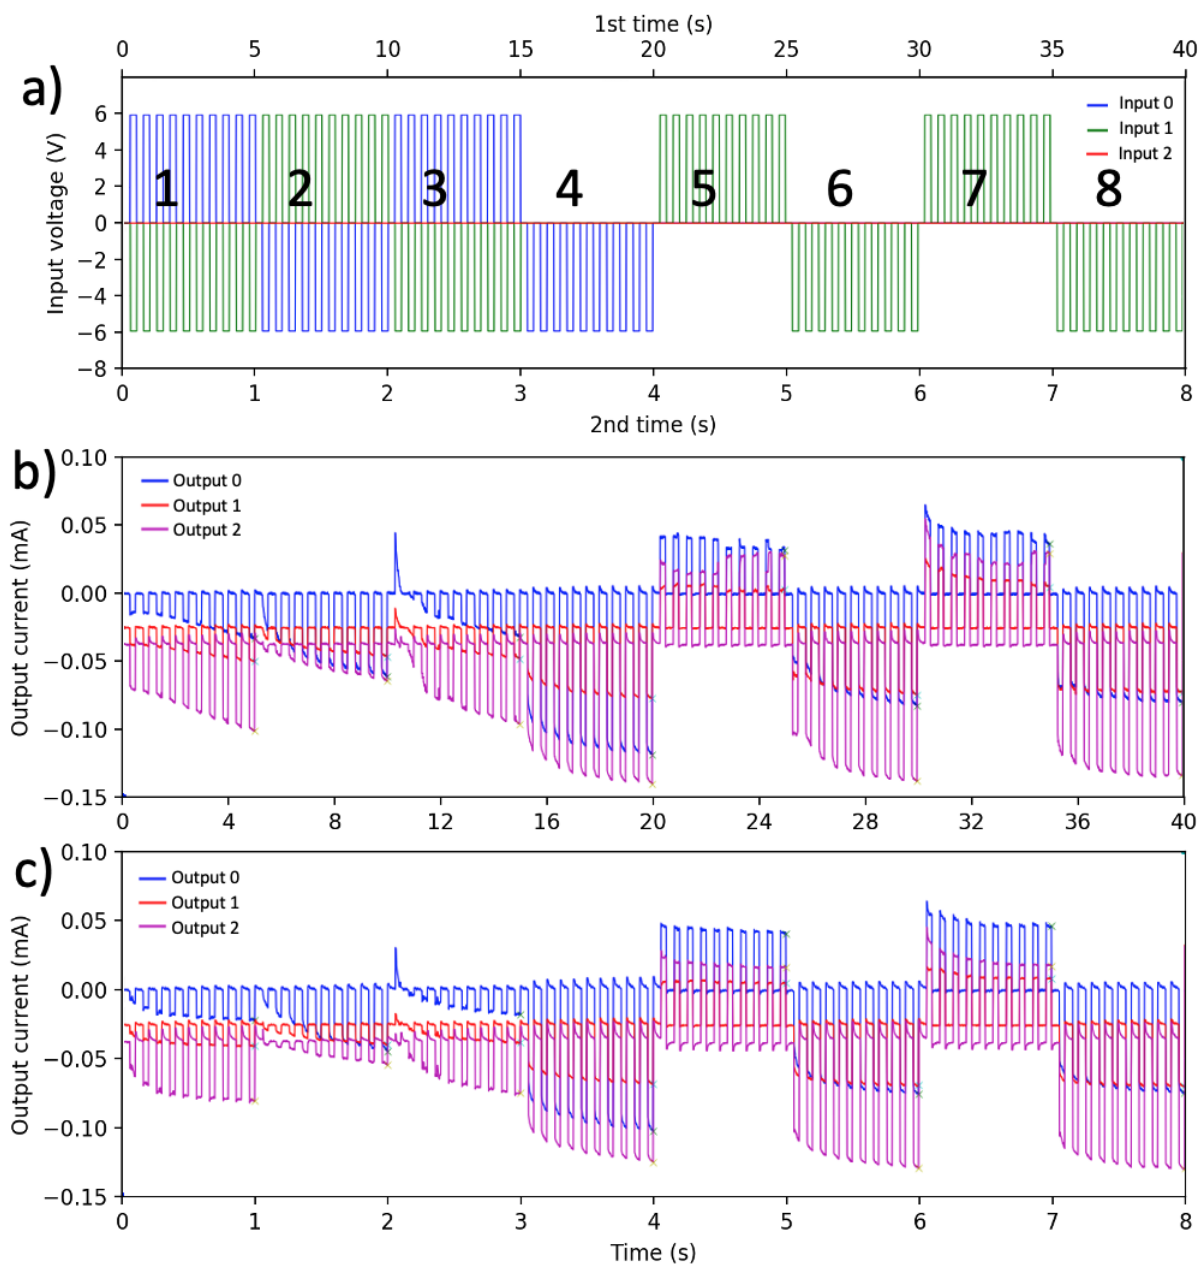 1st time (s)
0 5 10 15 20 25 30 35 40
a)
Input voltage (V)
6
4
2
0
−2
−4
−6
−8
Input 0
Input 1
Input 2
1 2 3 4 5 6 7 8
0 1 2 3 4 5 6 7 8
2nd time (s)
b)
Output current (mA)
0.10
0.05
0.00
−0.05
−0.10
−0.15
Output 0
Output 1
Output 2
0 4 8 12 16 20 24 28 32 36 40
c)
Output current (mA)
0.10
0.05
0.00
−0.05
−0.10
−0.15
Output 0
Output 1
Output 2
0 1 2 3 4 5 6 7 8
Time (s)